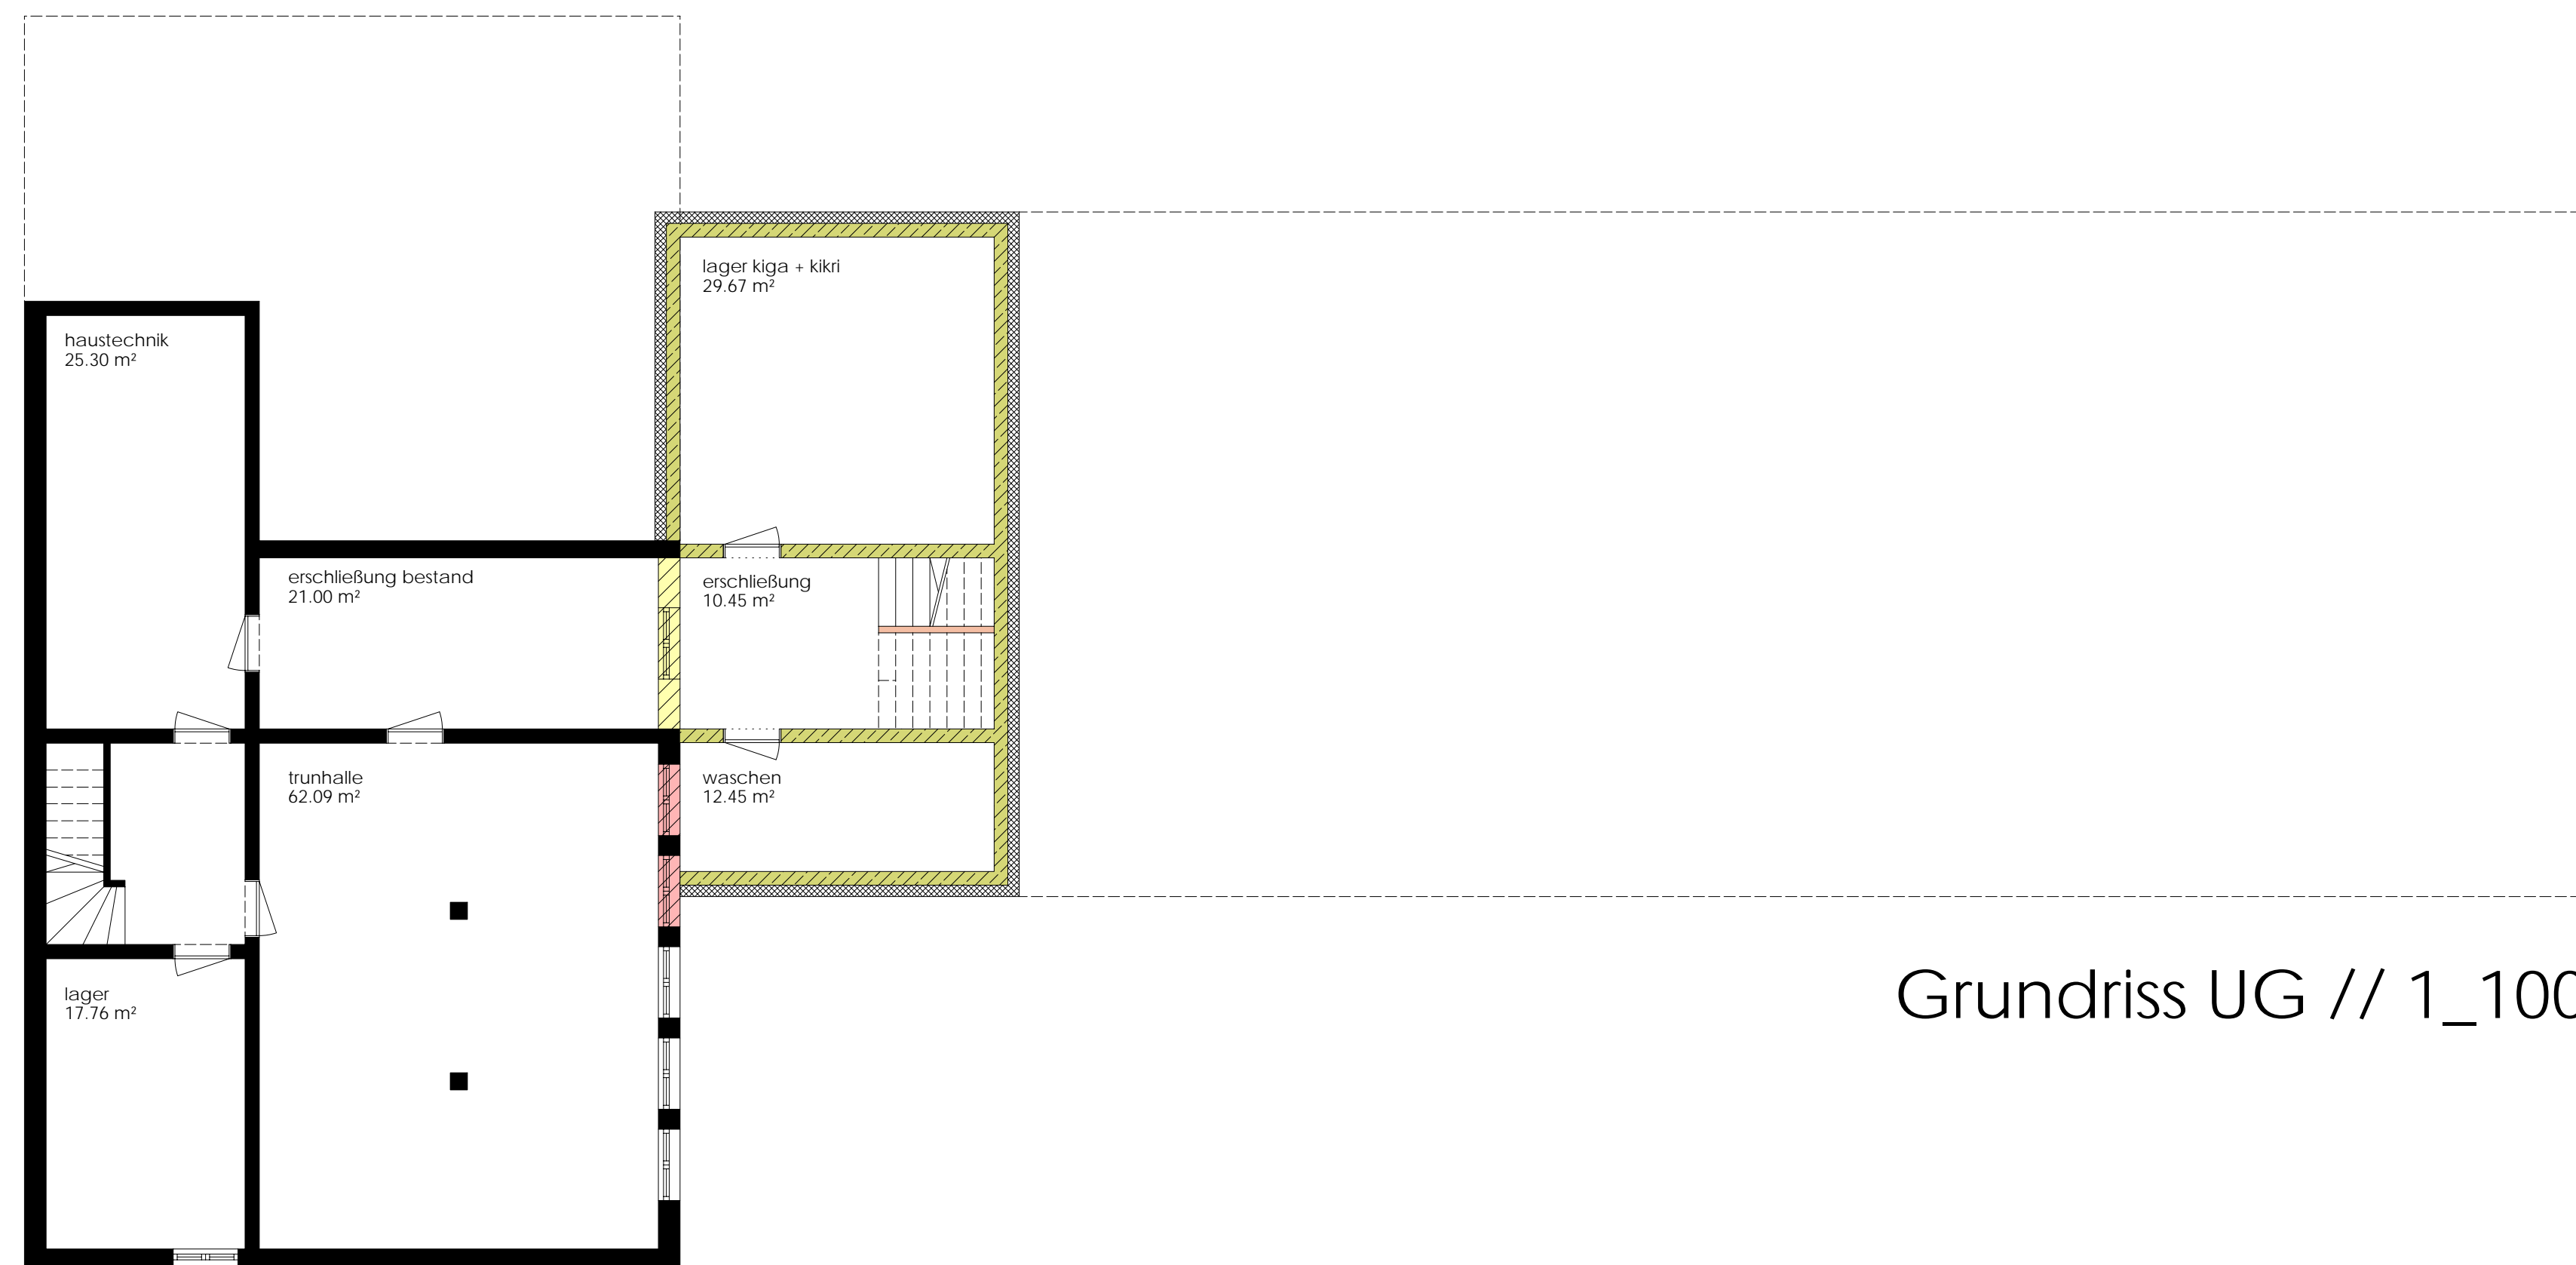 lager kiga + kikri
29.67 m²
haustechnik
25.30 m²
erschließung bestand
21.00 m²
erschließung
10.45 m²
trunhalle
62.09 m²
waschen
12.45 m²
lager
17.76 m²
Grundriss UG // 1_100